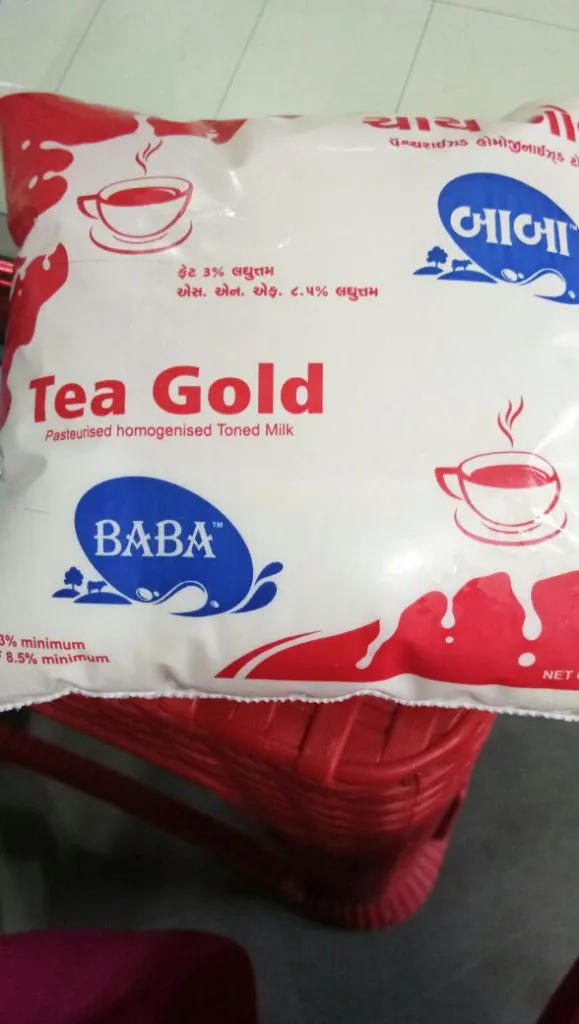 ચાય ગો
પેશ્ચરાઈઝ્ડ હોમોજીનાઈઝ્ડ
બાબા™
ફેટ ૩% લઘુત્તમ
એસ. એન. એફ. ૮.૫% લઘુત્તમ
Tea Gold
Pasteurised homogenised Toned Milk
BABA™
3% minimum
8.5% minimum
NET